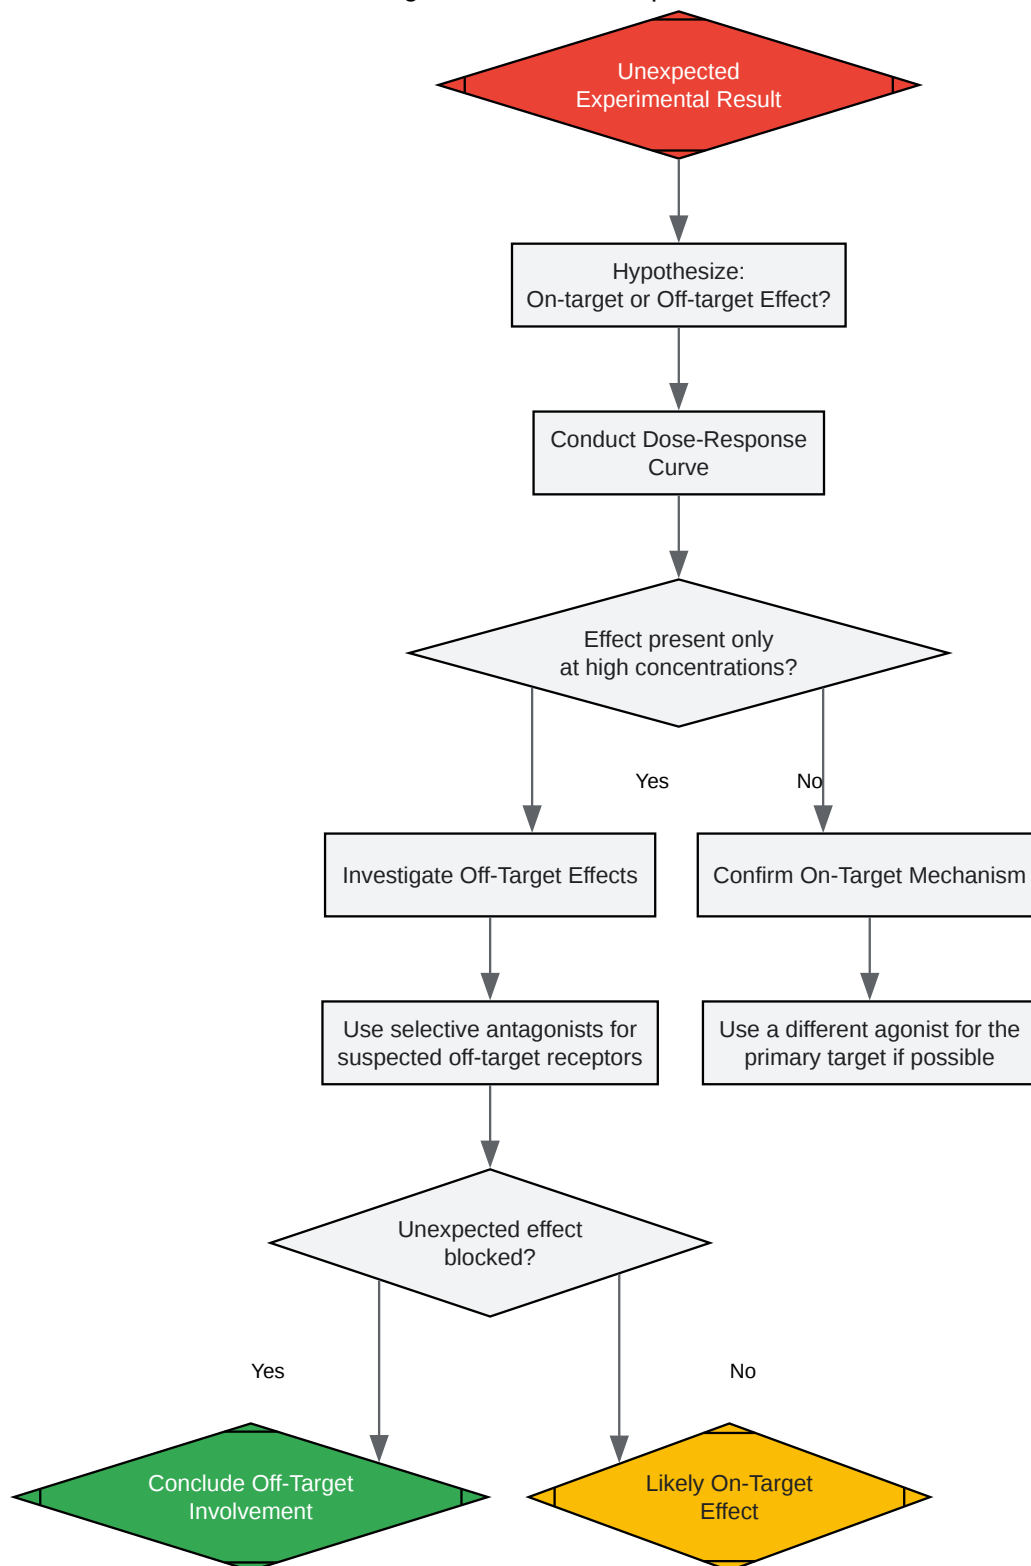 Unexpected
Experimental Result
Hypothesize:
On-target or Off-target Effect?
Conduct Dose-Response
Curve
Effect present only
at high concentrations?
Yes
No
Investigate Off-Target Effects
Confirm On-Target Mechanism
Use selective antagonists for
suspected off-target receptors
Use a different agonist for the
primary target if possible
Unexpected effect
blocked?
Yes
No
Conclude Off-Target
Involvement
Likely On-Target
Effect